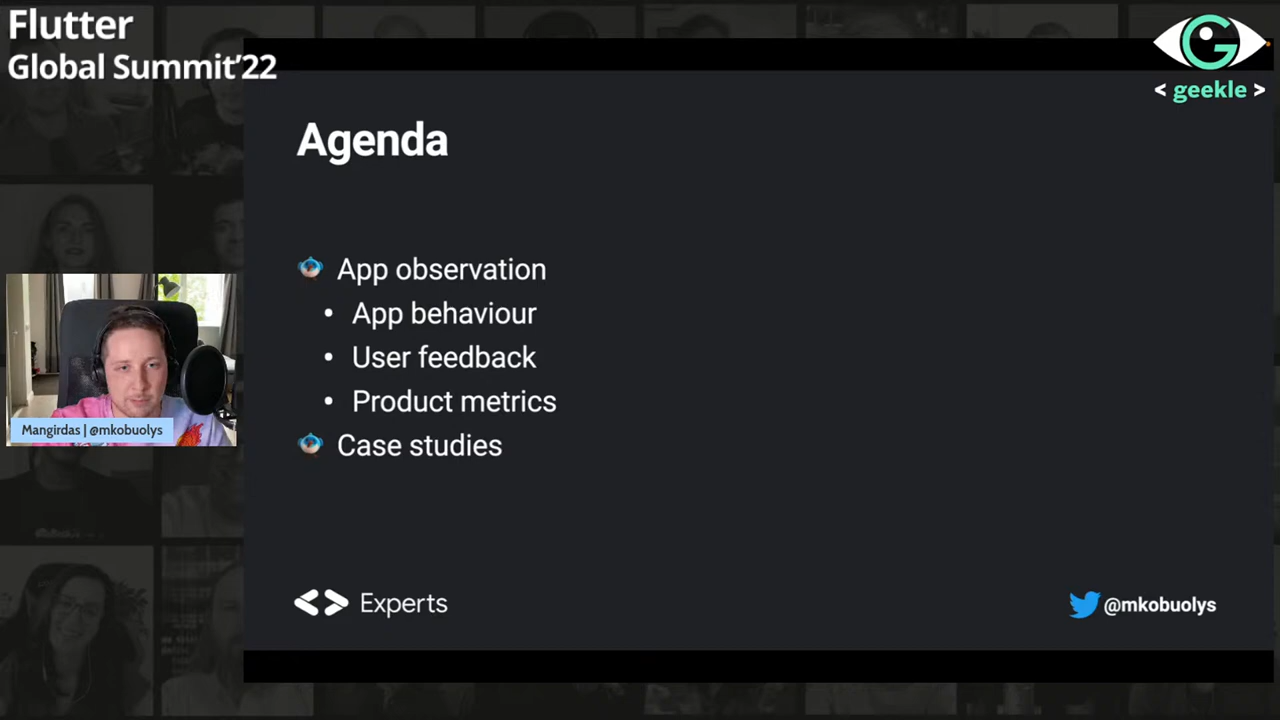 Flutter
Global Summit'22
< geekle >
Agenda
App observation
• App behaviour
• User feedback
• Product metrics
Case studies
Mangirdas | @mkobuolys
Experts
@mkobuolys